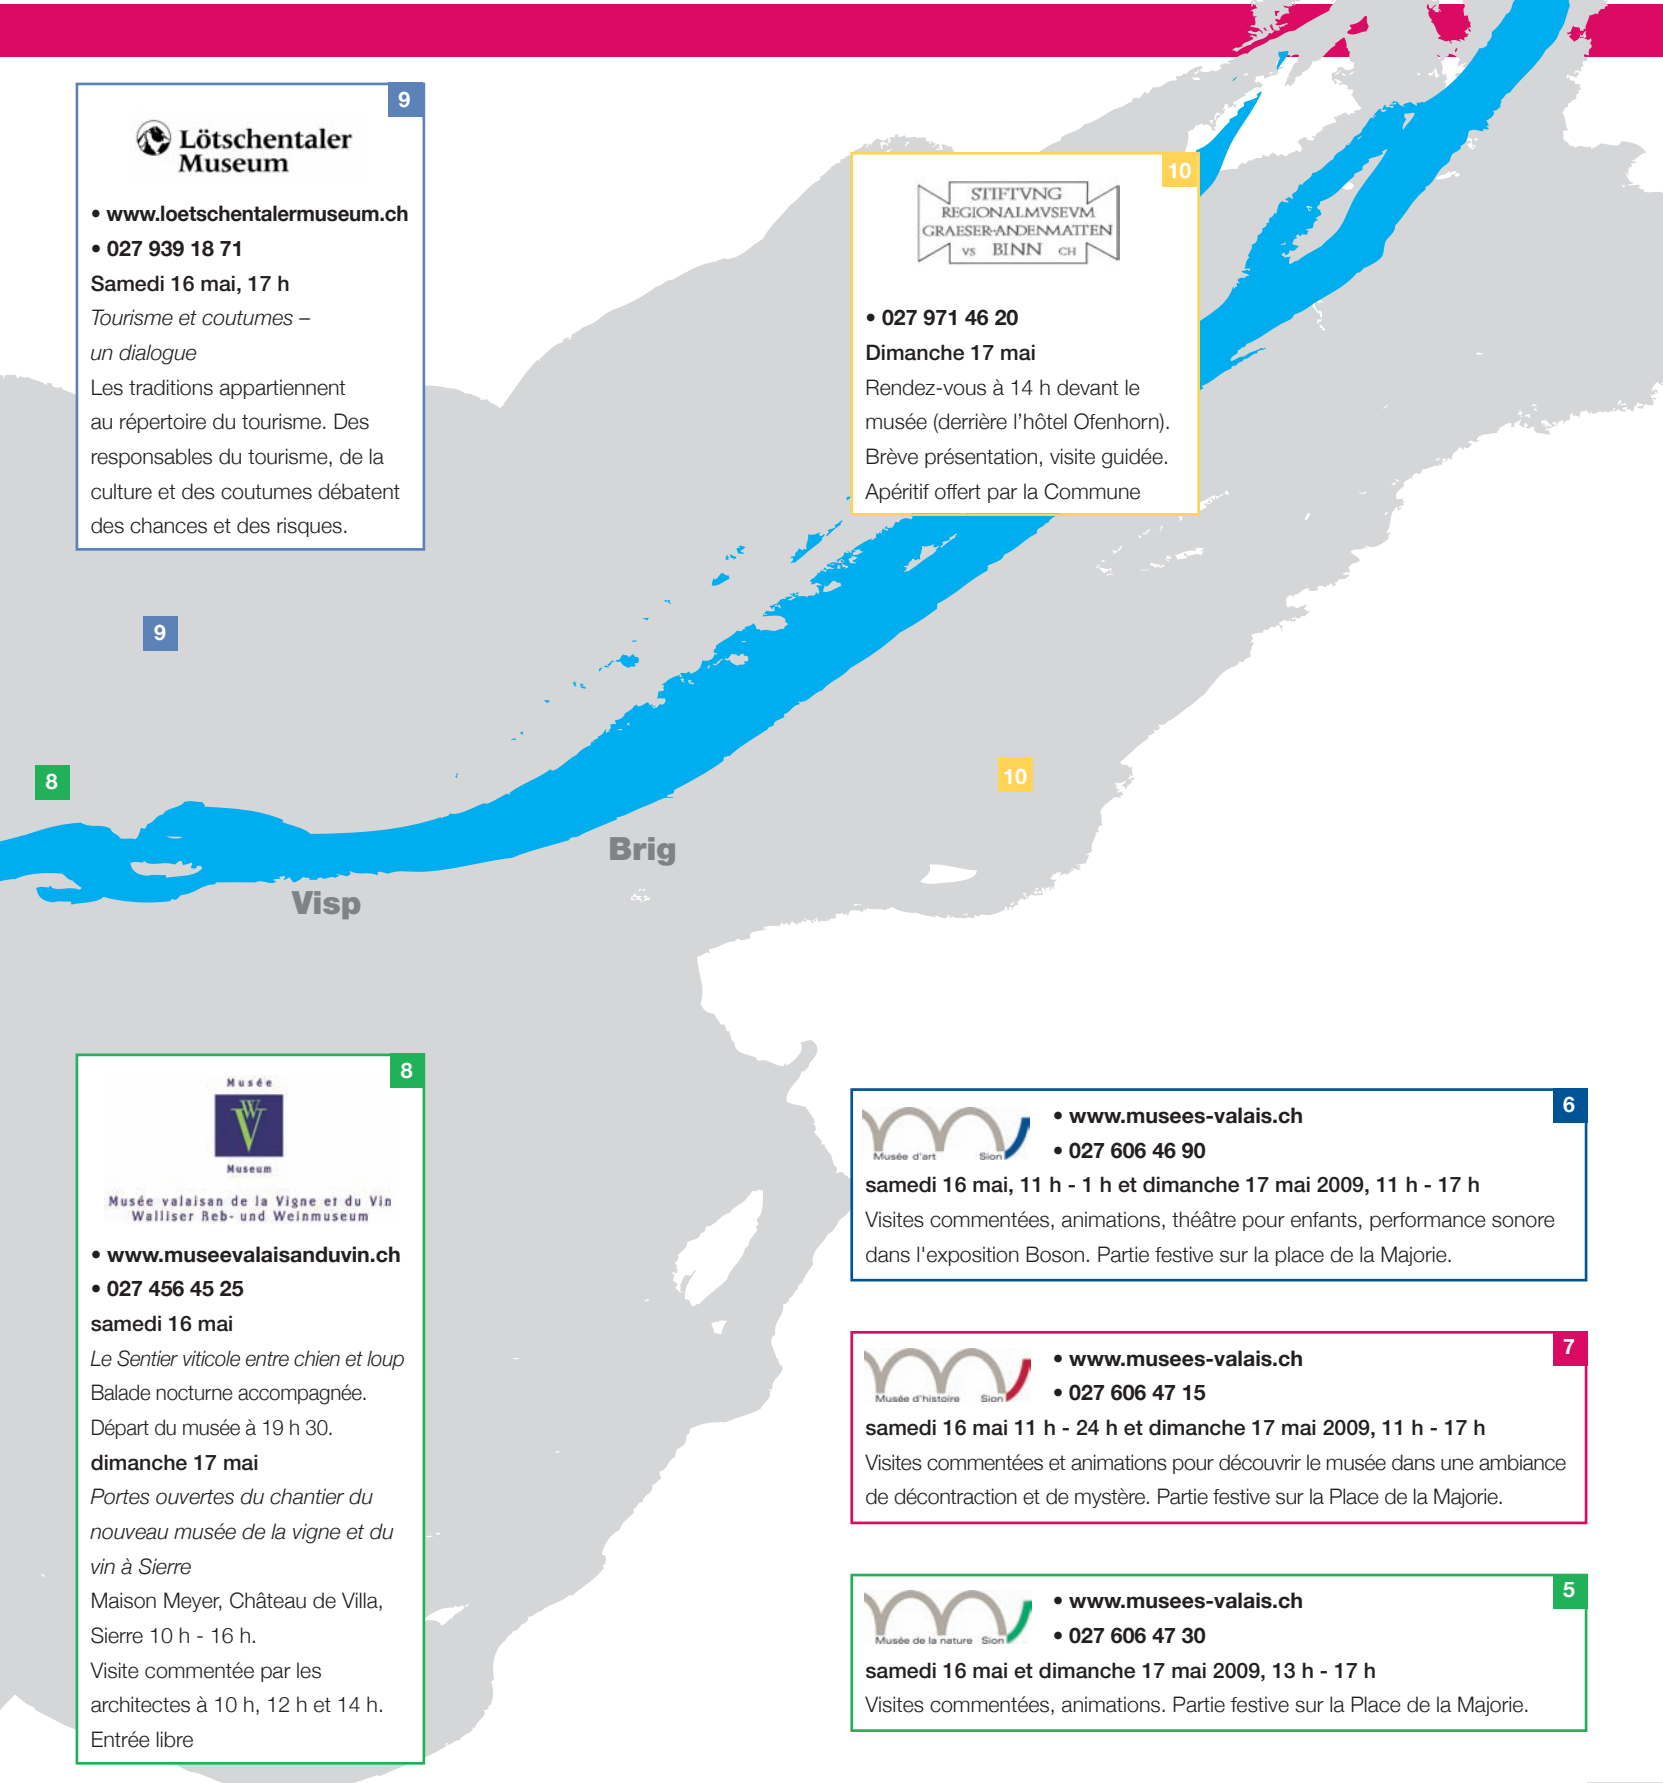 9
Lötschentaler
Museum
• www.loetschentalermuseum.ch
• 027 939 18 71
Samedi 16 mai, 17 h
Tourisme et coutumes –
un dialogue
Les traditions appartiennent
au répertoire du tourisme. Des
responsables du tourisme, de la
culture et des coutumes débatent
des chances et des risques.
10
STIFTVNG
REGIONALMVSEVM
GRAESER-ANDENMATTEN
VS BINN CH
• 027 971 46 20
Dimanche 17 mai
Rendez-vous à 14 h devant le
musée (derrière l'hôtel Ofenhorn).
Brève présentation, visite guidée.
Apéritif offert par la Commune
9
8
10
Brig
Visp
8
Musée
VV
Museum
Musée valaisan de la Vigne et du Vin
Walliser Reb- und Weinmuseum
• www.museevalaisanduvin.ch
• 027 456 45 25
samedi 16 mai
Le Sentier viticole entre chien et loup
Balade nocturne accompagnée.
Départ du musée à 19 h 30.
dimanche 17 mai
Portes ouvertes du chantier du
nouveau musée de la vigne et du
vin à Sierre
Maison Meyer, Château de Villa,
Sierre 10 h - 16 h.
Visite commentée par les
architectes à 10 h, 12 h et 14 h.
Entrée libre
6
Musée d'art Sion
• www.musees-valais.ch
• 027 606 46 90
samedi 16 mai, 11 h - 1 h et dimanche 17 mai 2009, 11 h - 17 h
Visites commentées, animations, théâtre pour enfants, performance sonore
dans l'exposition Boson. Partie festive sur la place de la Majorie.
7
Musée d'histoire Sion
• www.musees-valais.ch
• 027 606 47 15
samedi 16 mai 11 h - 24 h et dimanche 17 mai 2009, 11 h - 17 h
Visites commentées et animations pour découvrir le musée dans une ambiance
de décontraction et de mystère. Partie festive sur la Place de la Majorie.
5
Musée de la nature Sion
• www.musees-valais.ch
• 027 606 47 30
samedi 16 mai et dimanche 17 mai 2009, 13 h - 17 h
Visites commentées, animations. Partie festive sur la Place de la Majorie.